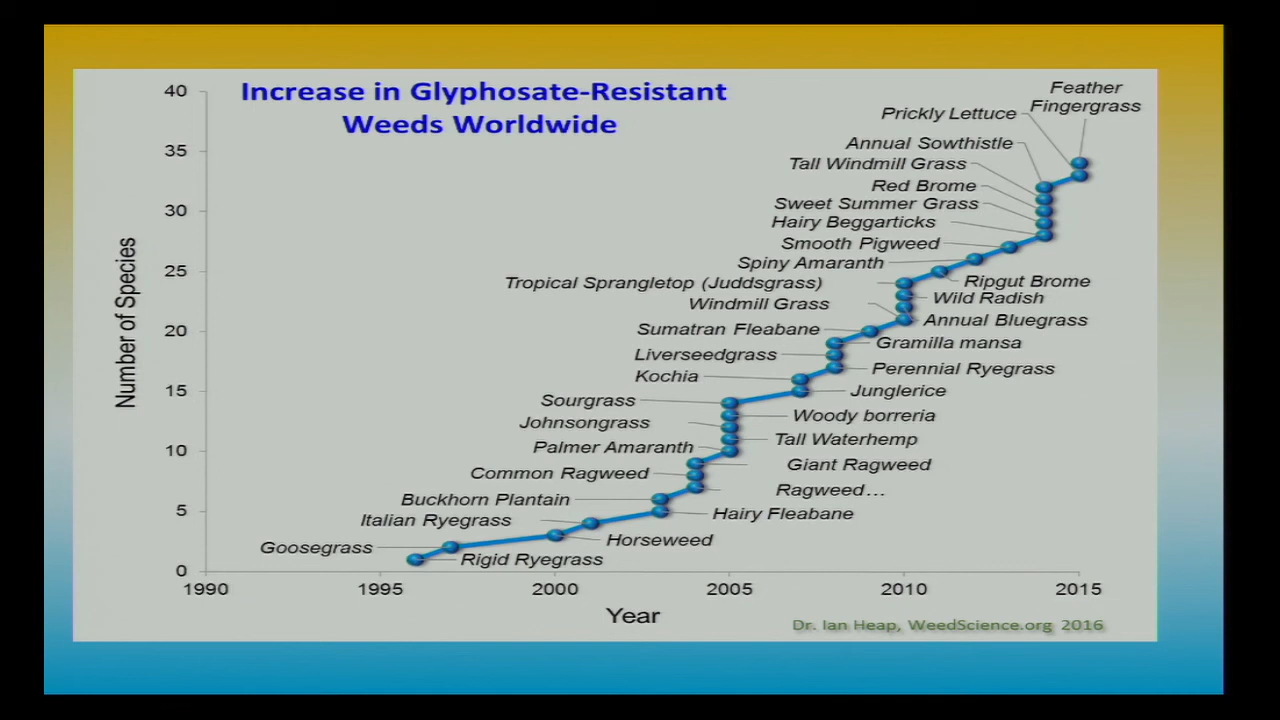 Increase in Glyphosate-Resistant
Weeds Worldwide
Number of Species
40
35
30
25
20
15
10
5
0
1990
1995
2000
2005
2010
2015
Year
Feather
Fingergrass
Prickly Lettuce
Annual Sowthistle
Tall Windmill Grass
Red Brome
Sweet Summer Grass
Hairy Beggarticks
Smooth Pigweed
Spiny Amaranth
Ripgut Brome
Tropical Sprangletop (Juddsgrass)
Wild Radish
Windmill Grass
Annual Bluegrass
Sumatran Fleabane
Gramilla mansa
Liverseedgrass
Perennial Ryegrass
Kochia
Junglerice
Sourgrass
Woody borreria
Johnsongrass
Tall Waterhemp
Palmer Amaranth
Giant Ragweed
Common Ragweed
Ragweed...
Buckhorn Plantain
Hairy Fleabane
Italian Ryegrass
Horseweed
Goosegrass
Rigid Ryegrass
Dr. Ian Heap, WeedScience.org 2016